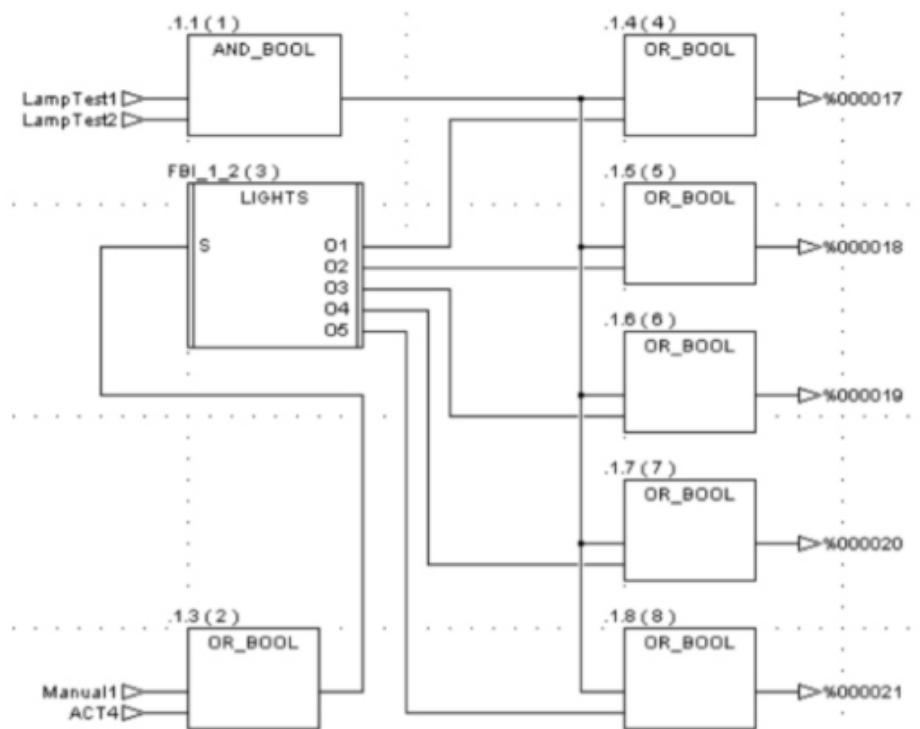 .1.1 (1)
AND_BOOL
LampTest1
LampTest2
FBI_1_2 (3)
LIGHTS
S
O1
O2
O3
O4
O5
.1.3 (2)
OR_BOOL
Manual1
ACT4
.1.4 (4)
OR_BOOL
%000017
.1.5 (5)
OR_BOOL
%000018
.1.6 (6)
OR_BOOL
%000019
.1.7 (7)
OR_BOOL
%000020
.1.8 (8)
OR_BOOL
%000021